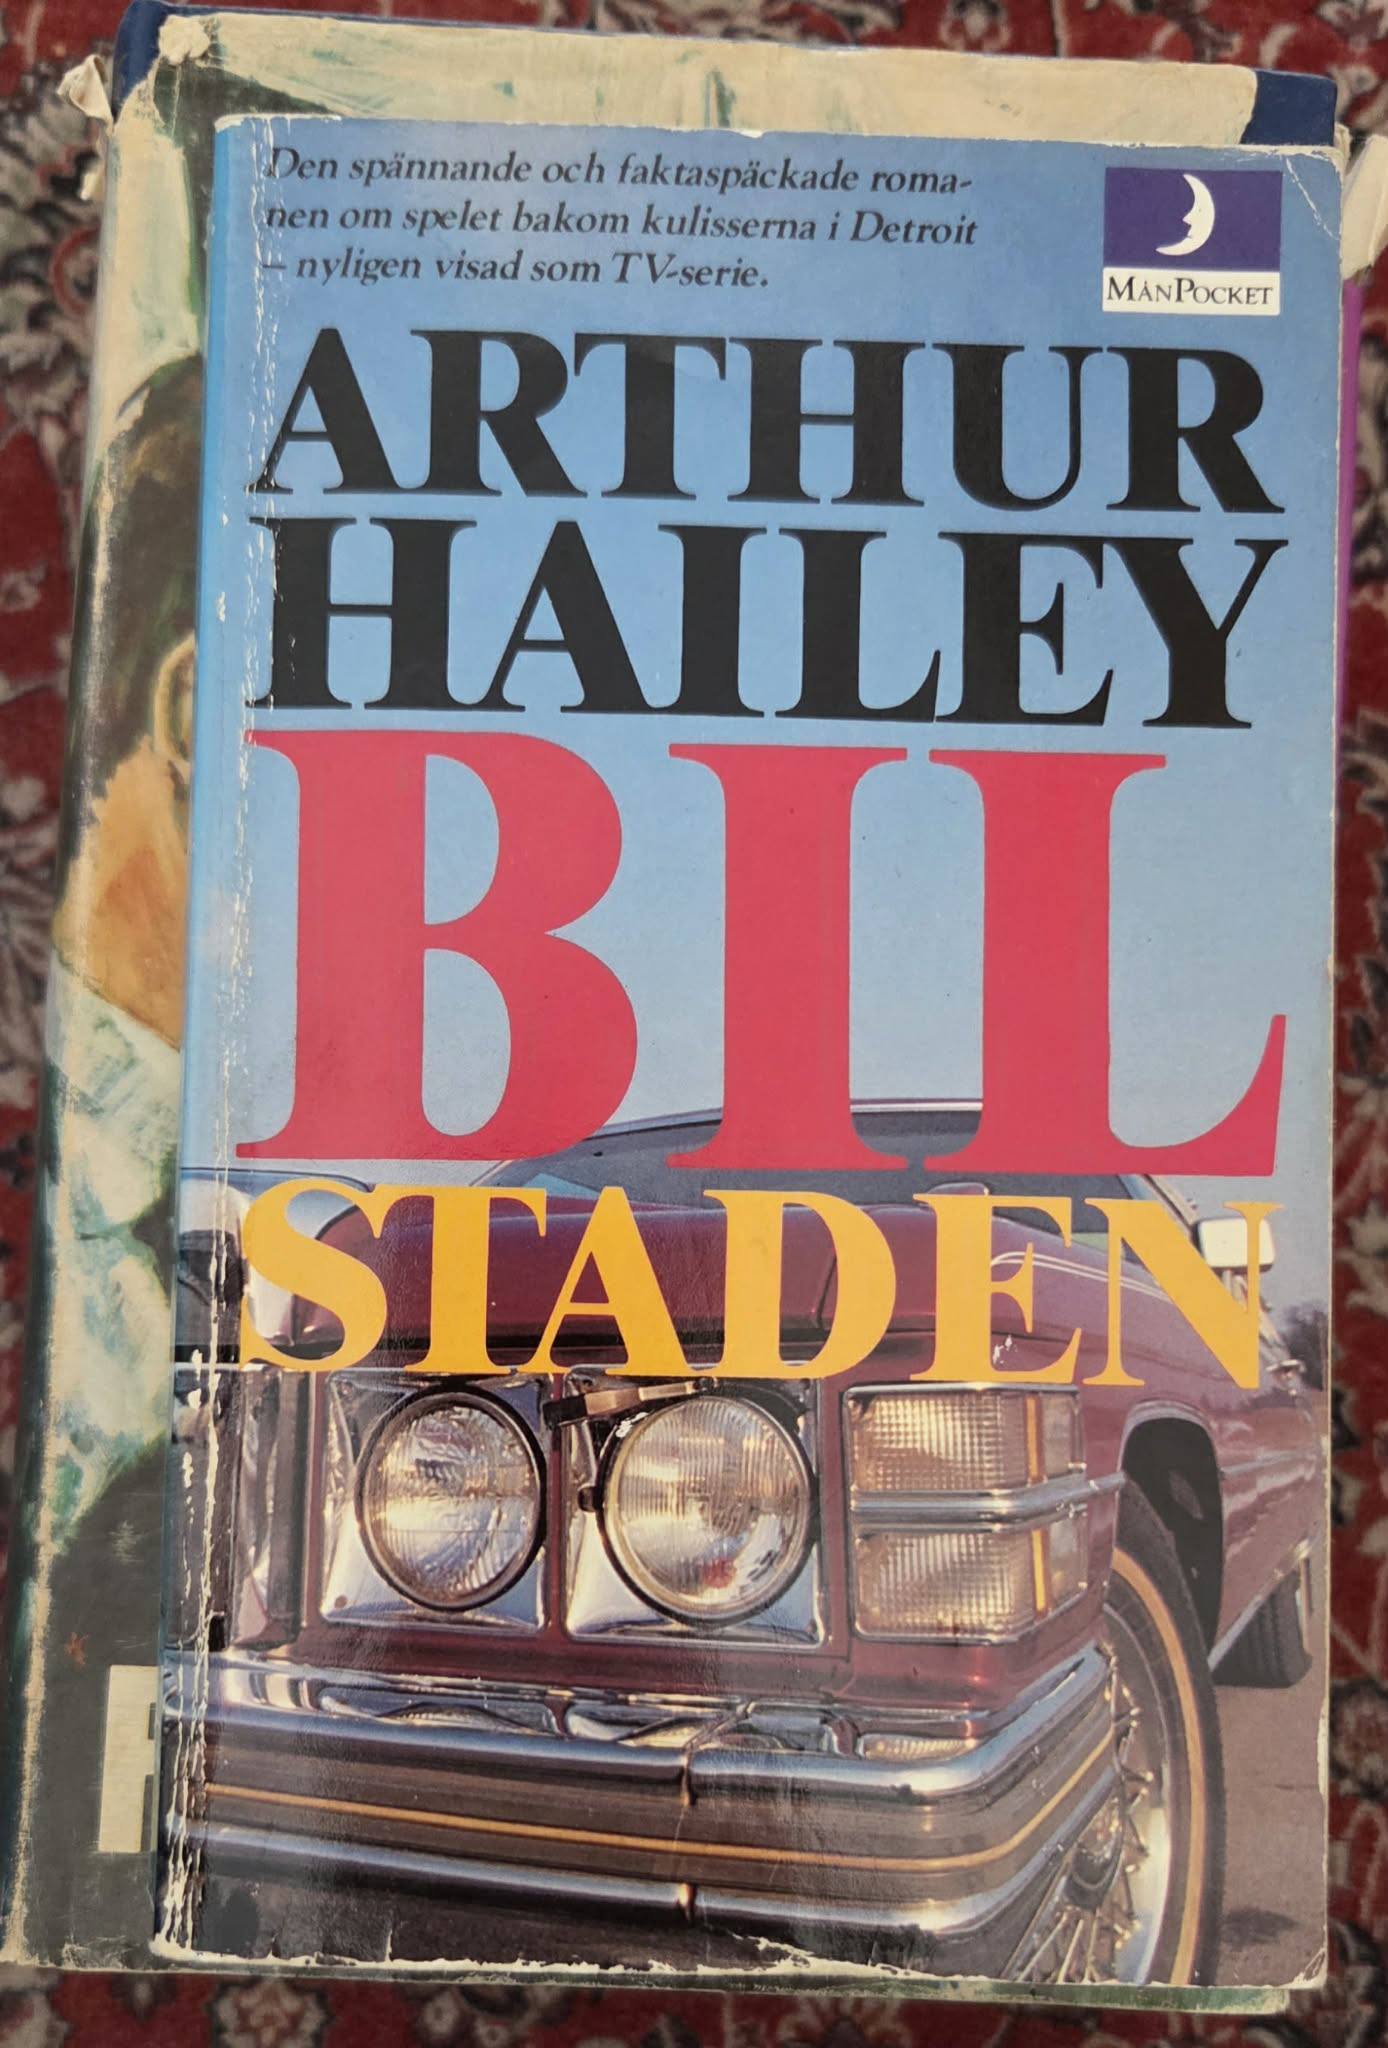 Den spännande och faktaspäckade roma-
nen om spelet bakom kulisserna i Detroit
– nyligen visad som TV-serie.
MÅNPOCKET
ARTHUR
HAILEY
BIL
STADEN